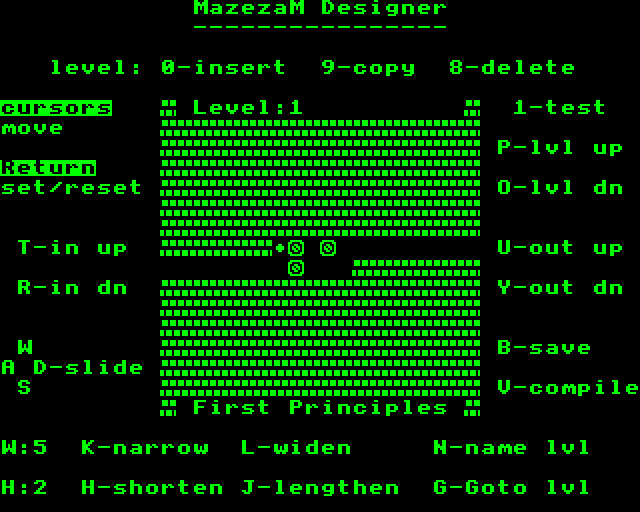 MazezaM Designer
level: 0-insert 9-copy 8-delete
cursors Level:1 1-test
move
P-lvl up
Return
set/reset O-lvl dn
T-in up U-out up
R-in dn Y-out dn
W B-save
A D-slide
S V-compile
First Principles
W:5 K-narrow L-widen N-name lvl
H:2 H-shorten J-lengthen G-Goto lvl